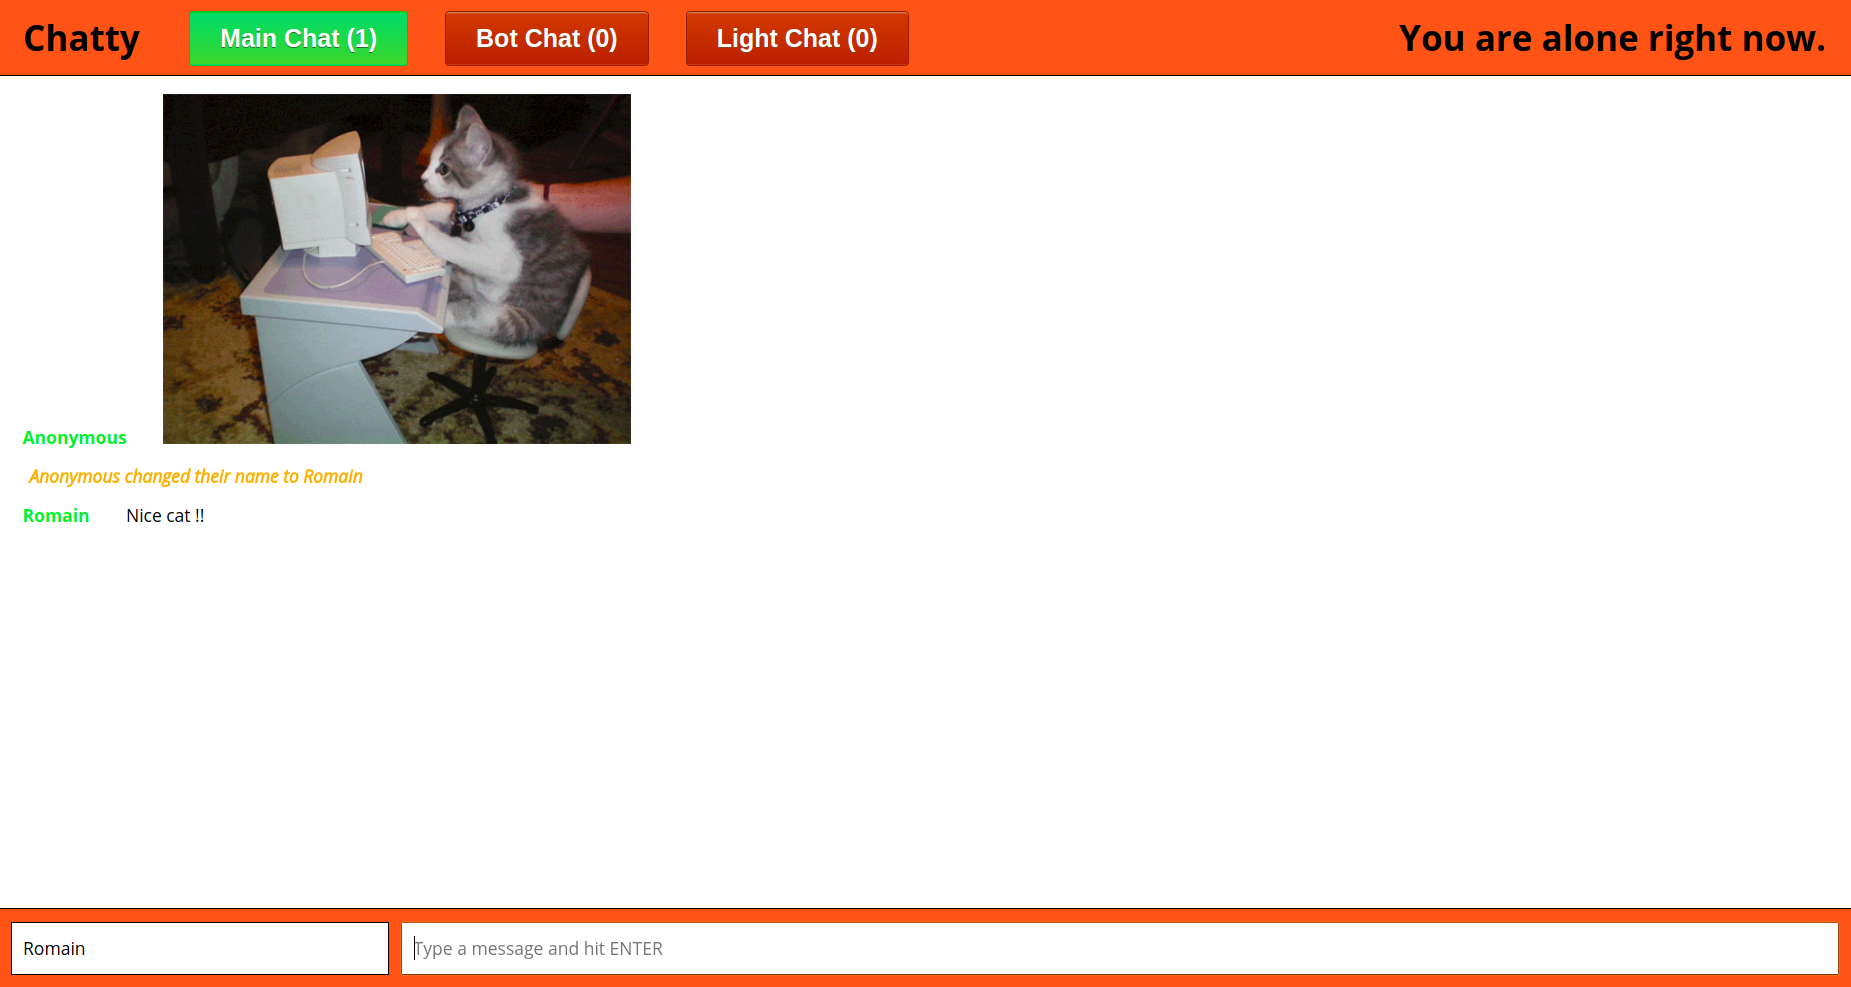 Chatty Main Chat (1) Bot Chat (0) Light Chat (0) You are alone right now.
Anonymous
Anonymous changed their name to Romain
Romain Nice cat !!
Romain Type a message and hit ENTER